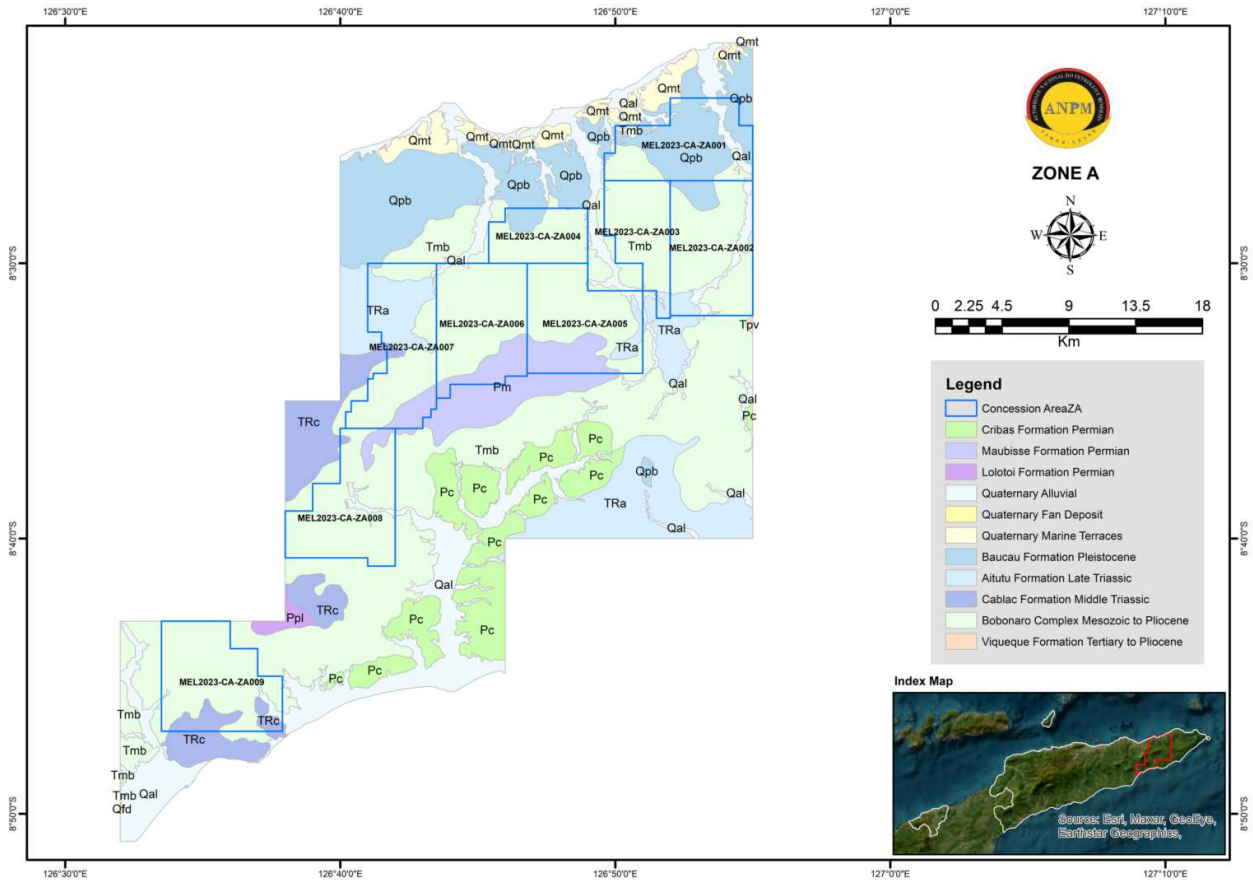 126°30'0"E 126°40'0"E 126°50'0"E 127°0'0"E 127°10'0"E
8°30'0"S
8°40'0"S
8°50'0"S
8°30'0"S
8°40'0"S
8°50'0"S
Qmt
Qmt
Qmt
Qpb
Qal
Qmt
Qmt
Tmb
Qpb
Qmt
Qmt
QmtQmt
Qmt
MEL2023-CA-ZA001
Qpb
Qal
Qpb
Qpb
Qpb
Qal
MEL2023-CA-ZA004
MEL2023-CA-ZA003
Tmb
MEL2023-CA-ZA002
Tmb
Qal
TRa
MEL2023-CA-ZA006
MEL2023-CA-ZA005
TRa
Tpv
MEL2023-CA-ZA007
TRa
Qal
Pm
Qal
Pc
TRc
Tmb
Pc
Pc
Pc
Pc
Pc
Pc
Qpb
TRa
Qal
Qal
MEL2023-CA-ZA008
Pc
Qal
TRc
Ppl
Pc
Pc
Pc
Pc
MEL2023-CA-ZA009
Tmb
TRc
TRc
Tmb
Tmb
Tmb Qal
Qfd
ANPM
ZONE A
N
W E
S
0 2.25 4.5 9 13.5 18
Km
Legend
Concession AreaZA
Cribas Formation Permian
Maubisse Formation Permian
Lolotoi Formation Permian
Quaternary Alluvial
Quaternary Fan Deposit
Quaternary Marine Terraces
Baucau Formation Pleistocene
Aitutu Formation Late Triassic
Cablac Formation Middle Triassic
Bobonaro Complex Mesozoic to Pliocene
Viqueque Formation Tertiary to Pliocene
Index Map
Source: Esri, Maxar, GeoEye,
Earthstar Geographics,
126°30'0"E 126°40'0"E 126°50'0"E 127°0'0"E 127°10'0"E